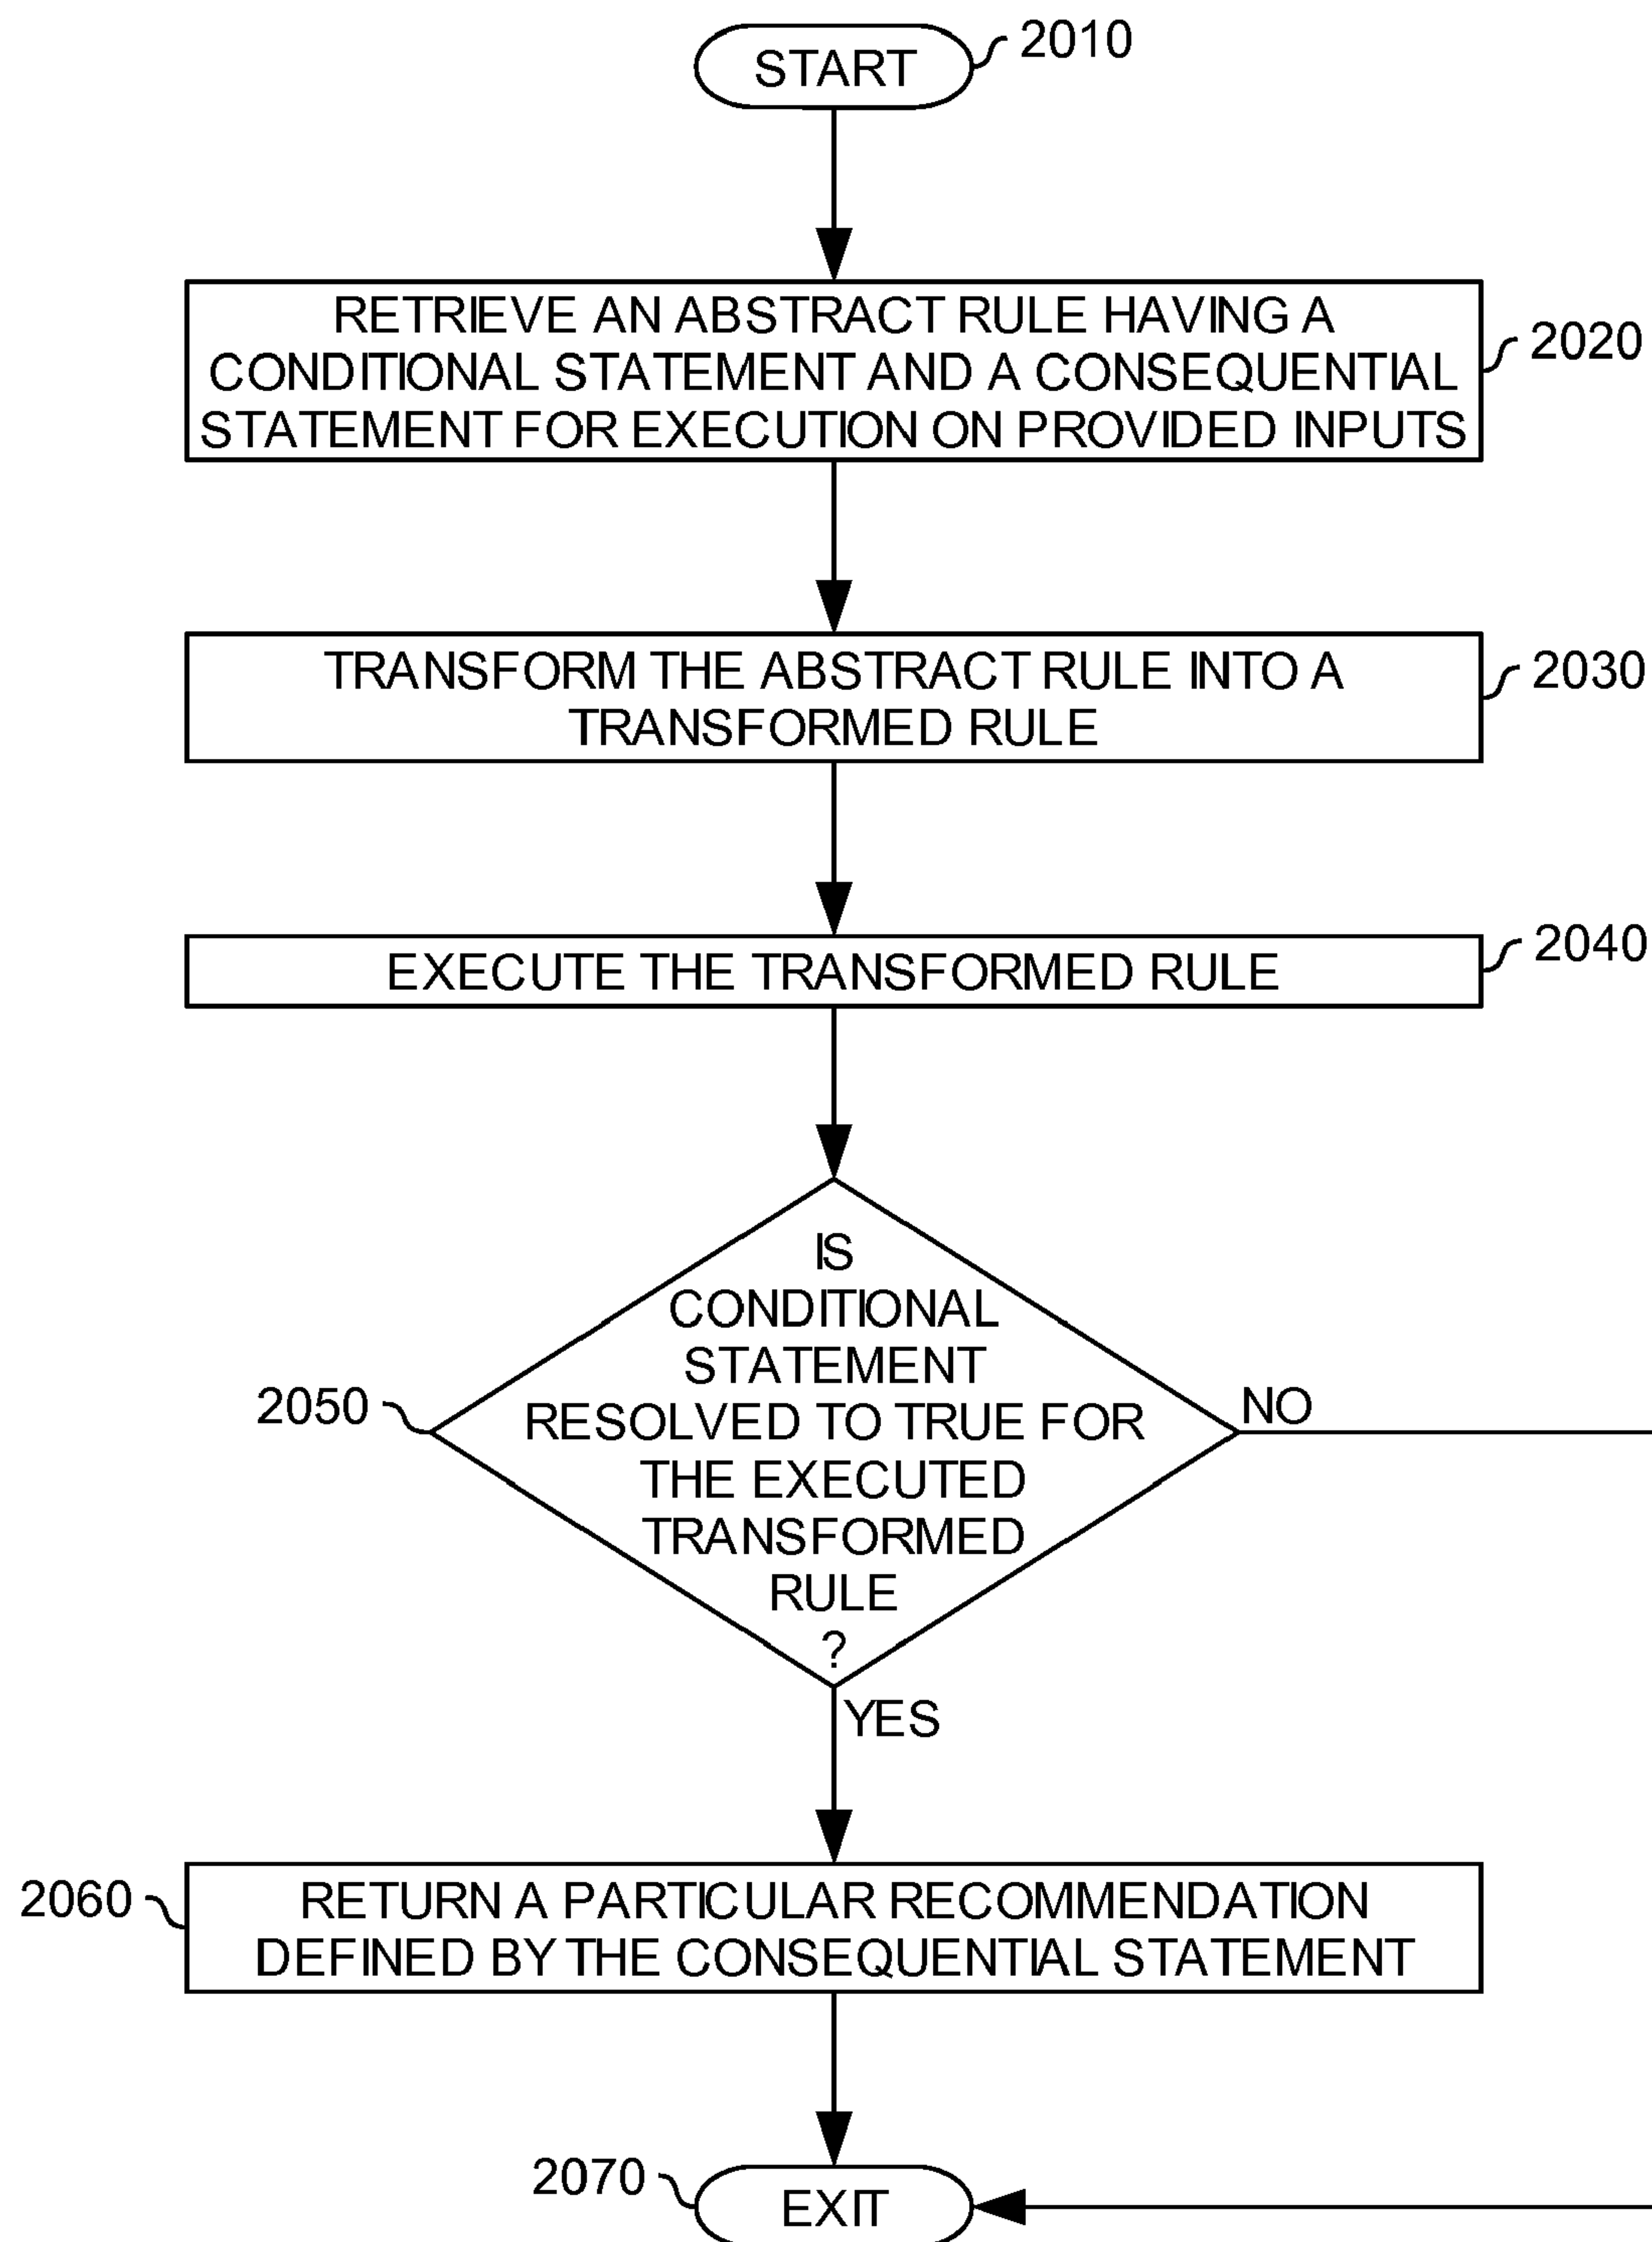 START
2010
RETRIEVE AN ABSTRACT RULE HAVING A
CONDITIONAL STATEMENT AND A CONSEQUENTIAL
STATEMENT FOR EXECUTION ON PROVIDED INPUTS
2020
TRANSFORM THE ABSTRACT RULE INTO A
TRANSFORMED RULE
2030
EXECUTE THE TRANSFORMED RULE
2040
IS
CONDITIONAL
STATEMENT
RESOLVED TO TRUE FOR
THE EXECUTED
TRANSFORMED
RULE
?
2050
NO
YES
2060
RETURN A PARTICULAR RECOMMENDATION
DEFINED BY THE CONSEQUENTIAL STATEMENT
2070
EXIT